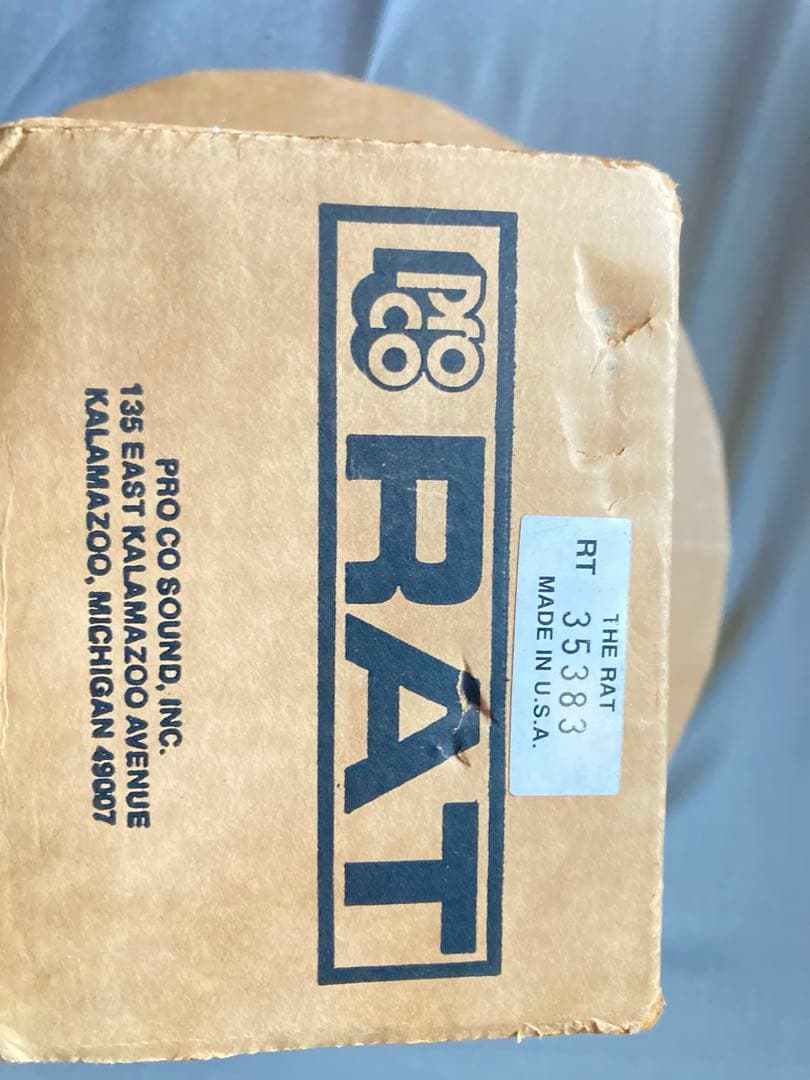 THE RAT
RT 35383
MADE IN U.S.A.
pro
co
RAT
PRO CO SOUND, INC.
135 EAST KALAMAZOO AVENUE
KALAMAZOO, MICHIGAN 49007